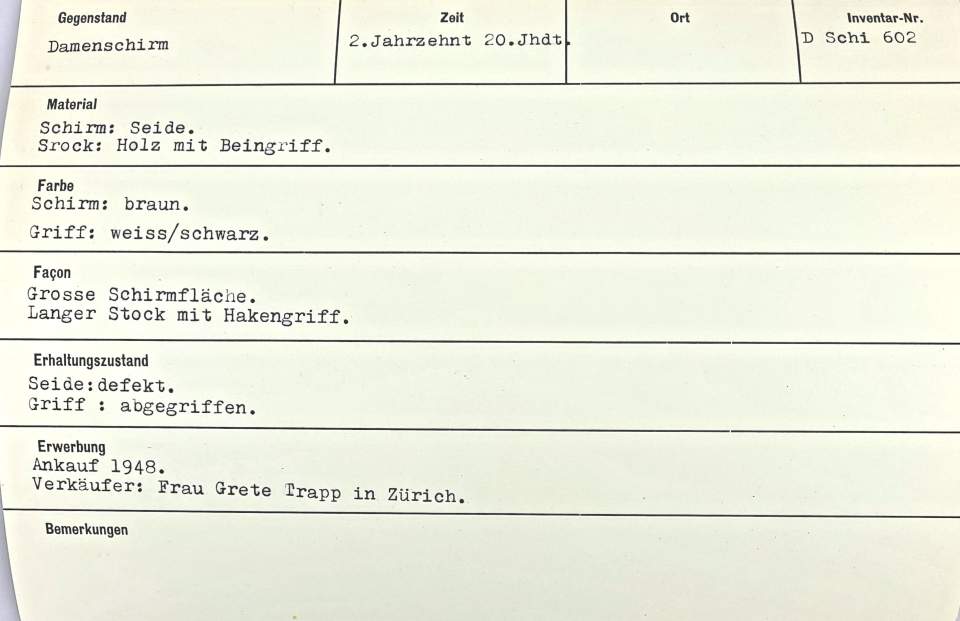 Gegenstand Zeit Ort Inventar-Nr.
Damenschirm 2.Jahrzehnt 20.Jhdt. D Schi 602
Material
Schirm: Seide.
Srock: Holz mit Beingriff.
Farbe
Schirm: braun.
Griff: weiss/schwarz.
Façon
Grosse Schirmfläche.
Langer Stock mit Hakengriff.
Erhaltungszustand
Seide:defekt.
Griff : abgegriffen.
Erwerbung
Ankauf 1948.
Verkäufer: Frau Grete Trapp in Zürich.
Bemerkungen